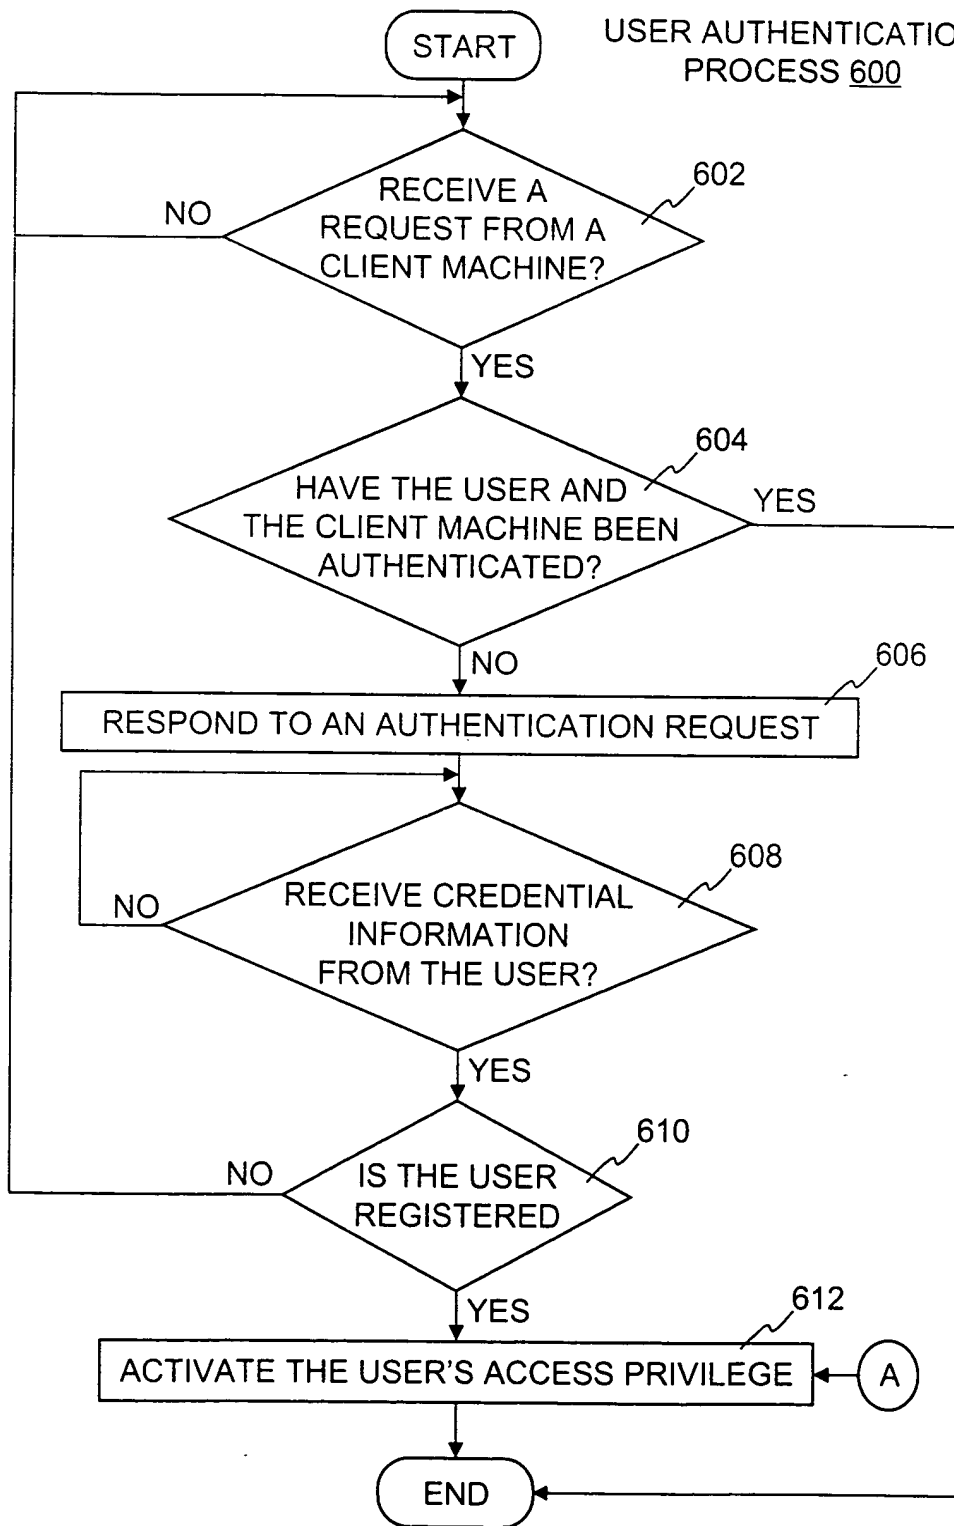 START
USER AUTHENTICATIO
PROCESS 600
602
RECEIVE A
REQUEST FROM A
CLIENT MACHINE?
NO
YES
604
HAVE THE USER AND
THE CLIENT MACHINE BEEN
AUTHENTICATED?
YES
NO
606
RESPOND TO AN AUTHENTICATION REQUEST
608
RECEIVE CREDENTIAL
INFORMATION
FROM THE USER?
NO
YES
610
IS THE USER
REGISTERED
NO
YES
612
ACTIVATE THE USER'S ACCESS PRIVILEGE
A
END